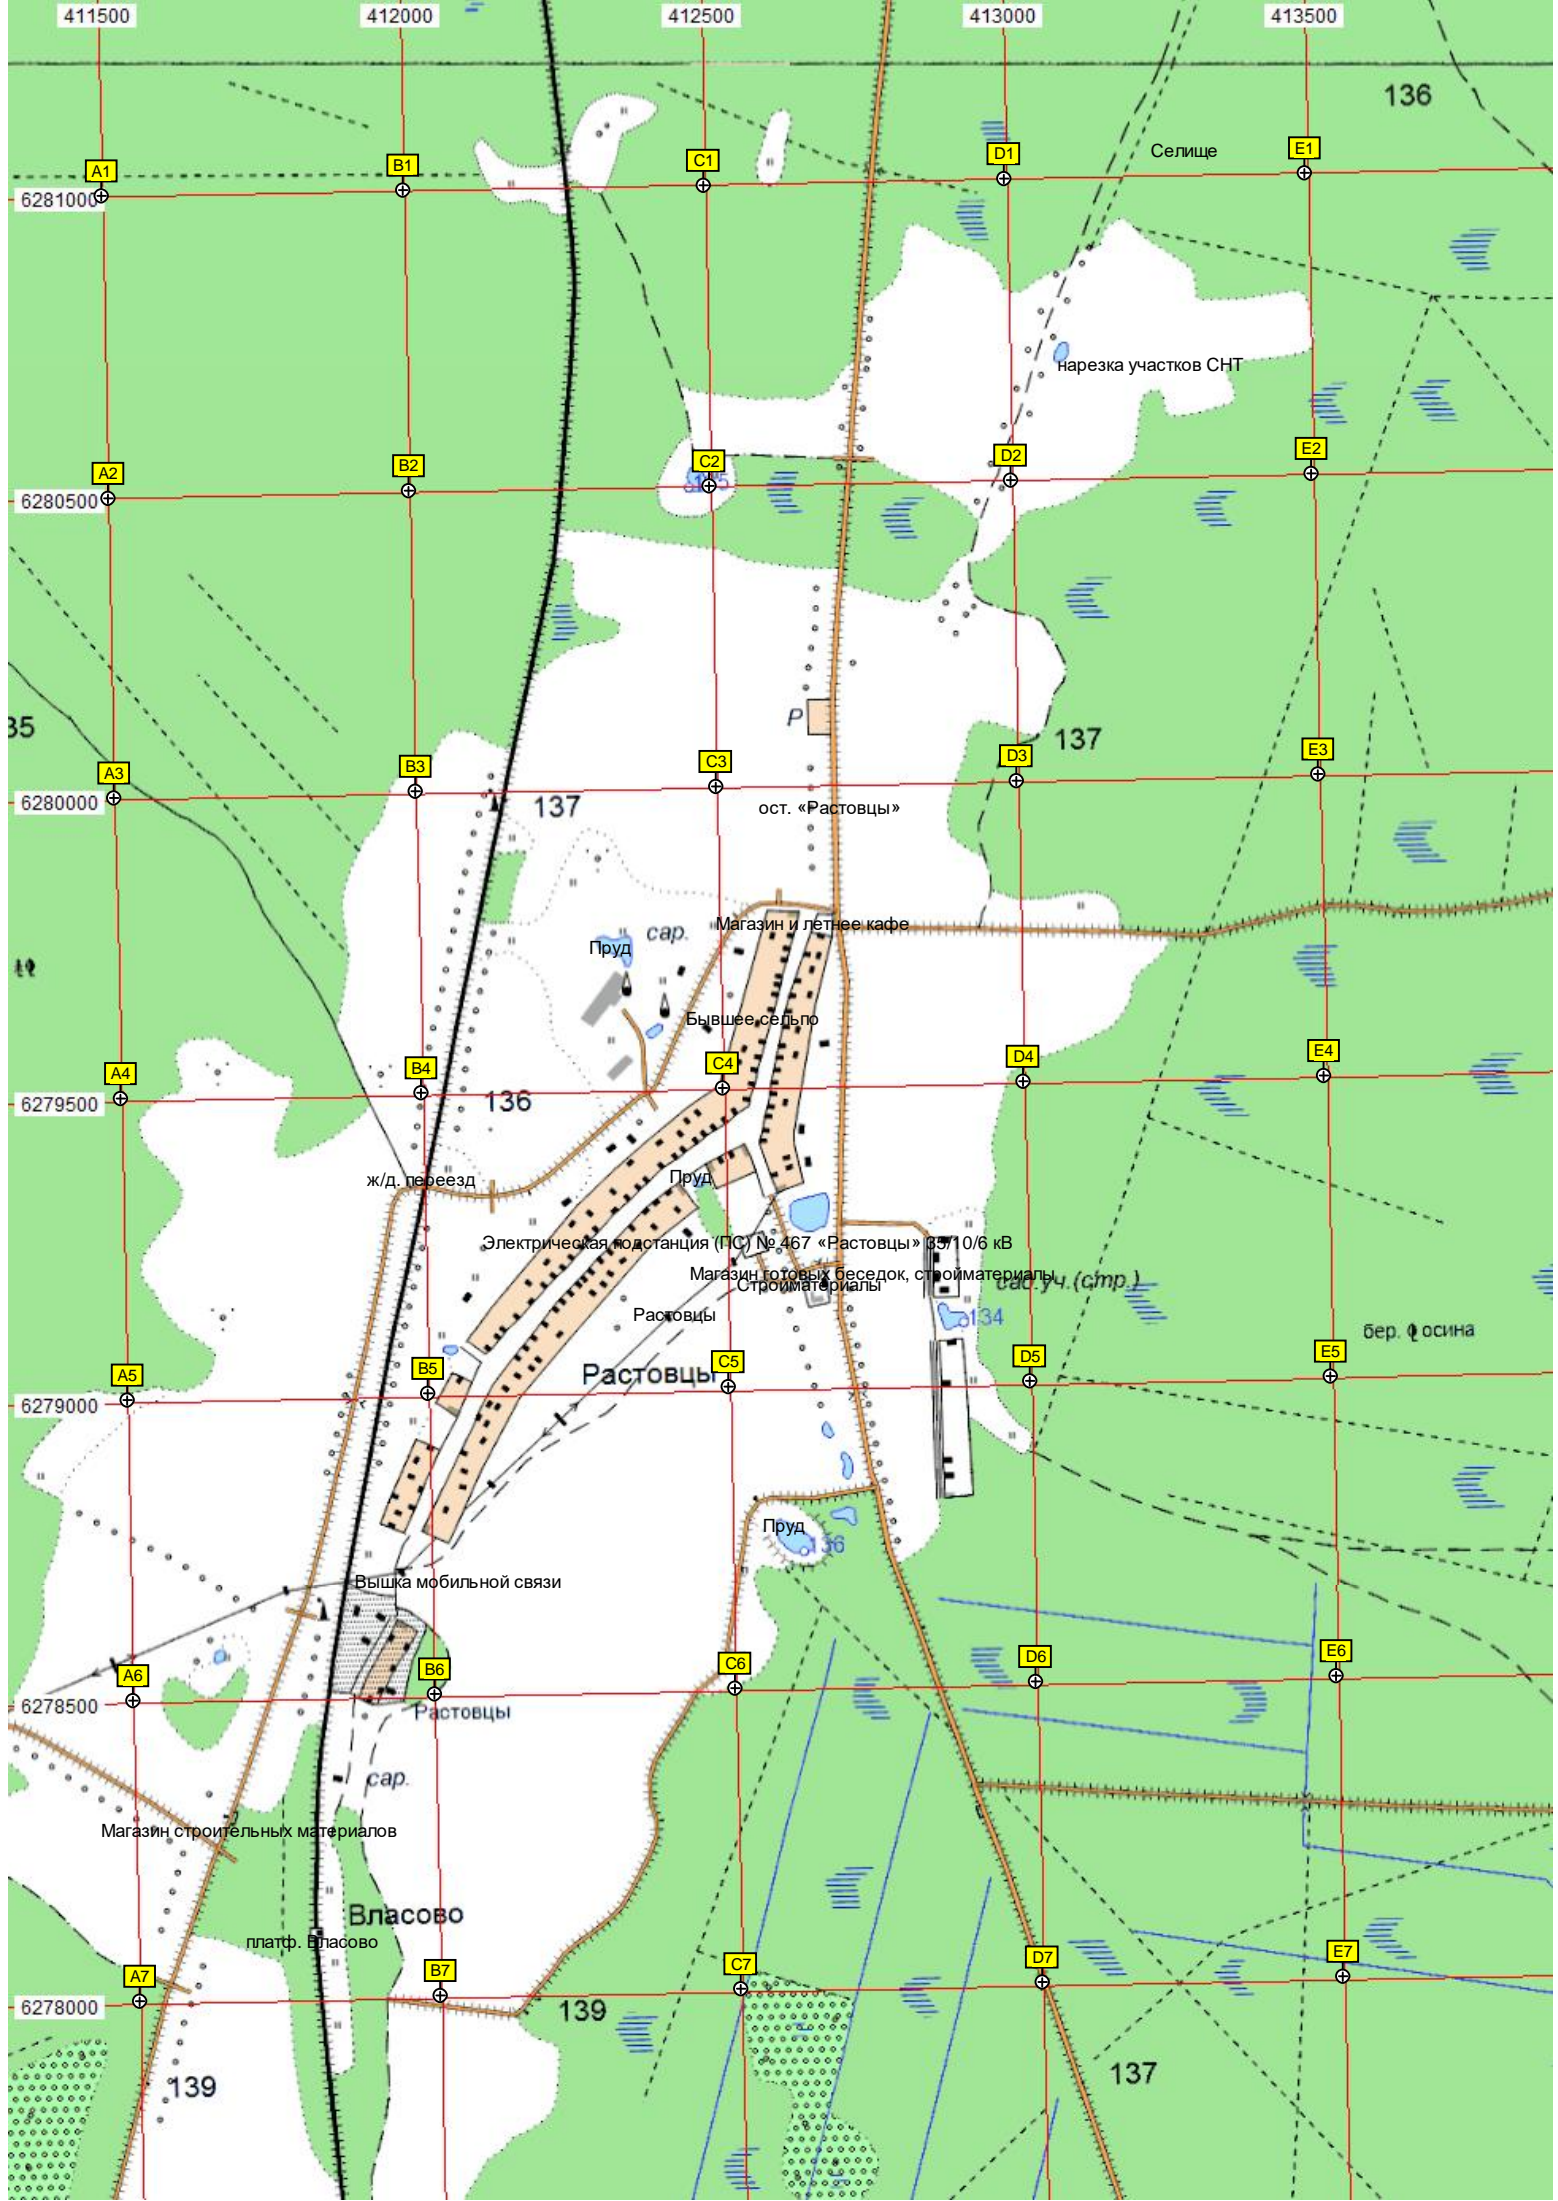 411500 412000 412500 413000 413500
136
Селище
A1 B1 C1 D1 E1
6281000
нарезка участков СНТ
A2 B2 C2 D2 E2
6280500
35
P
137
A3 B3 C3 D3 E3
6280000
137
ост. «Растовцы»
Магазин и летнее кафе
сар.
Пруд
Бывшее сельпо
A4 B4 C4 D4 E4
6279500
136
ж/д. переезд
Пруд
Электрическая подстанция (ПС) № 467 «Растовцы» 35/10/6 кВ
Магазин готовых беседок, стройматериалы
сад.уч.(стр.)
Стройматериалы
Растовцы
134
бер. осина
Растовцы
A5 B5 C5 D5 E5
6279000
Пруд
136
Вышка мобильной связи
A6 B6 C6 D6 E6
6278500
Растовцы
сар.
Магазин строительных материалов
Власово
платф. Власово
A7 B7 C7 D7 E7
6278000
139
137
139